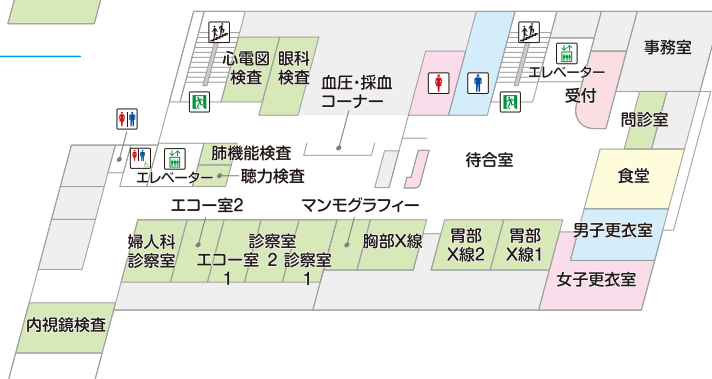 事務室
心電図
検査
眼科
検査
エレベーター
血圧・採血
コーナー
受付
問診室
肺機能検査
待合室
エレベーター
聴力検査
食堂
エコー室2
マンモグラフィー
男子更衣室
婦人科
診察室
エコー室
1
診察室
2
診察室
1
胸部X線
胃部
X線2
胃部
X線1
女子更衣室
内視鏡検査